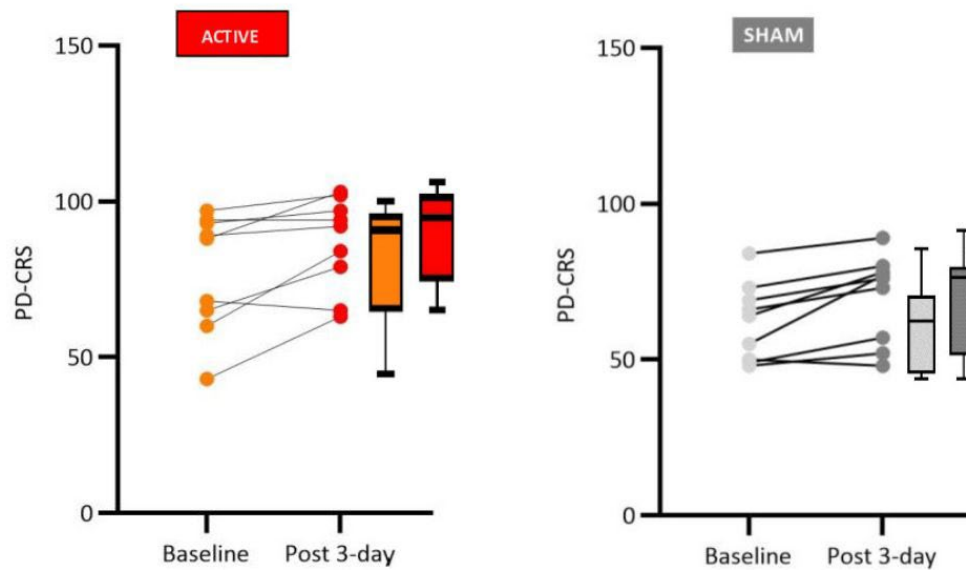 ACTIVE
150
100
50
0
PD-CRS
Baseline
Post 3-day
SHAM
150
100
50
0
PD-CRS
Baseline
Post 3-day